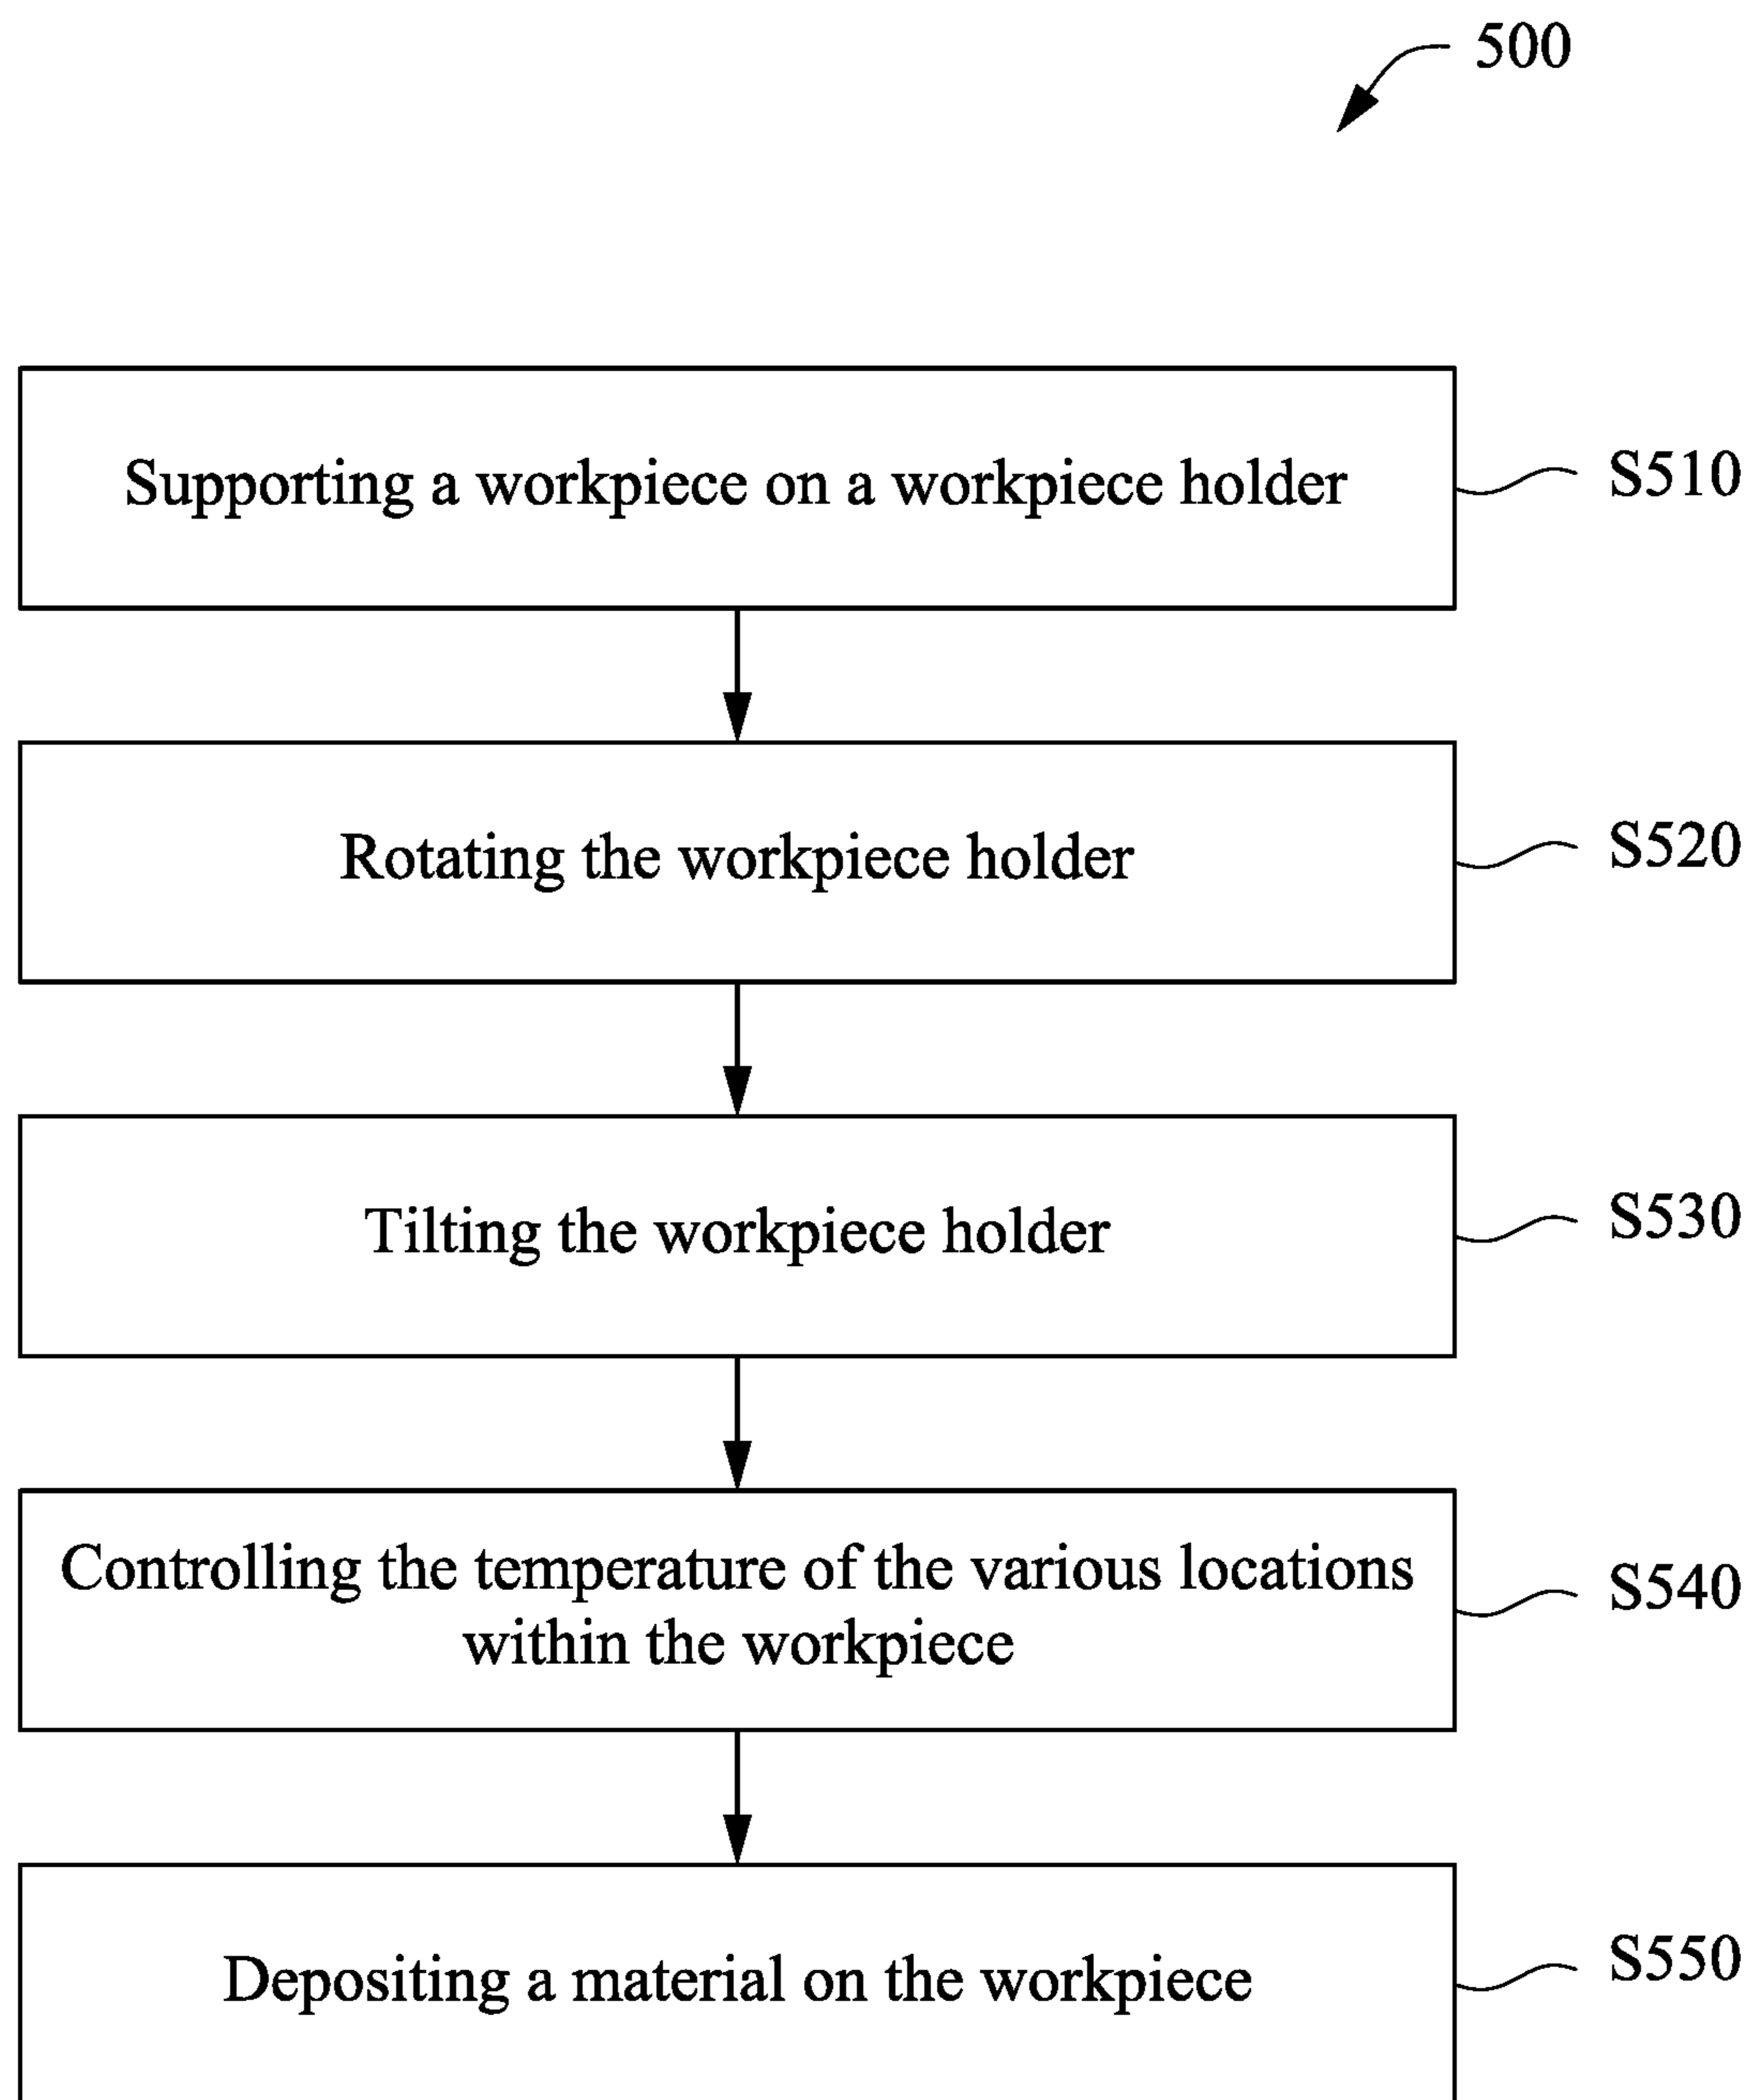 500
Supporting a workpiece on a workpiece holder
S510
Rotating the workpiece holder
S520
Tilting the workpiece holder
S530
Controlling the temperature of the various locations
within the workpiece
S540
Depositing a material on the workpiece
S550